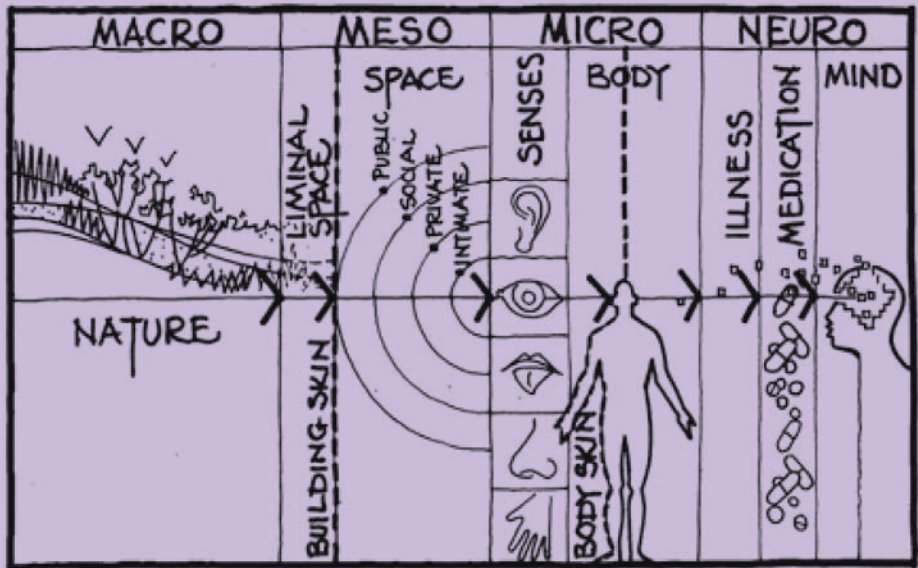 MACRO
MESO
MICRO
NEURO
NATURE
LIMINAL
SPACE
BUILDING SKIN
SPACE
PUBLIC
SOCIAL
PRIVATE
INTIMATE
SENSES
BODY
BODY SKIN
ILLNESS
MEDICATION
MIND